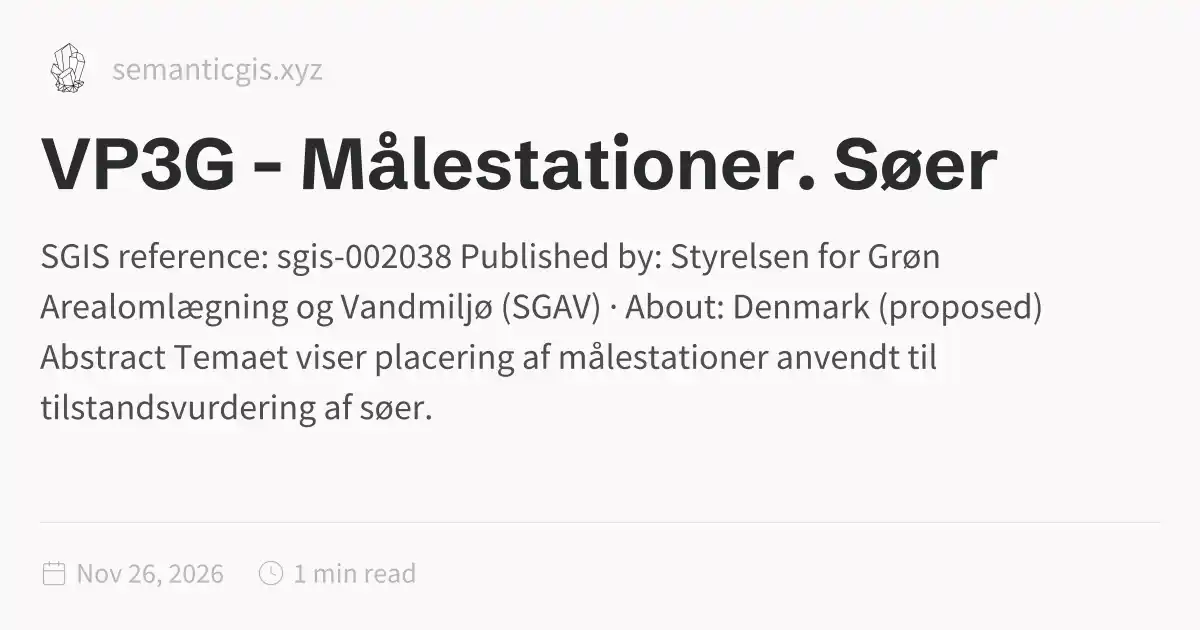 semanticgis.xyz
VP3G – Målestationer. Søer
SGIS reference: sgis-002038 Published by: Styrelsen for Grøn
Arealomlægning og Vandmiljø (SGAV) · About: Denmark (proposed)
Abstract Temaet viser placering af målestationer anvendt til
tilstandsvurdering af søer.
Nov 26, 2026
1 min read